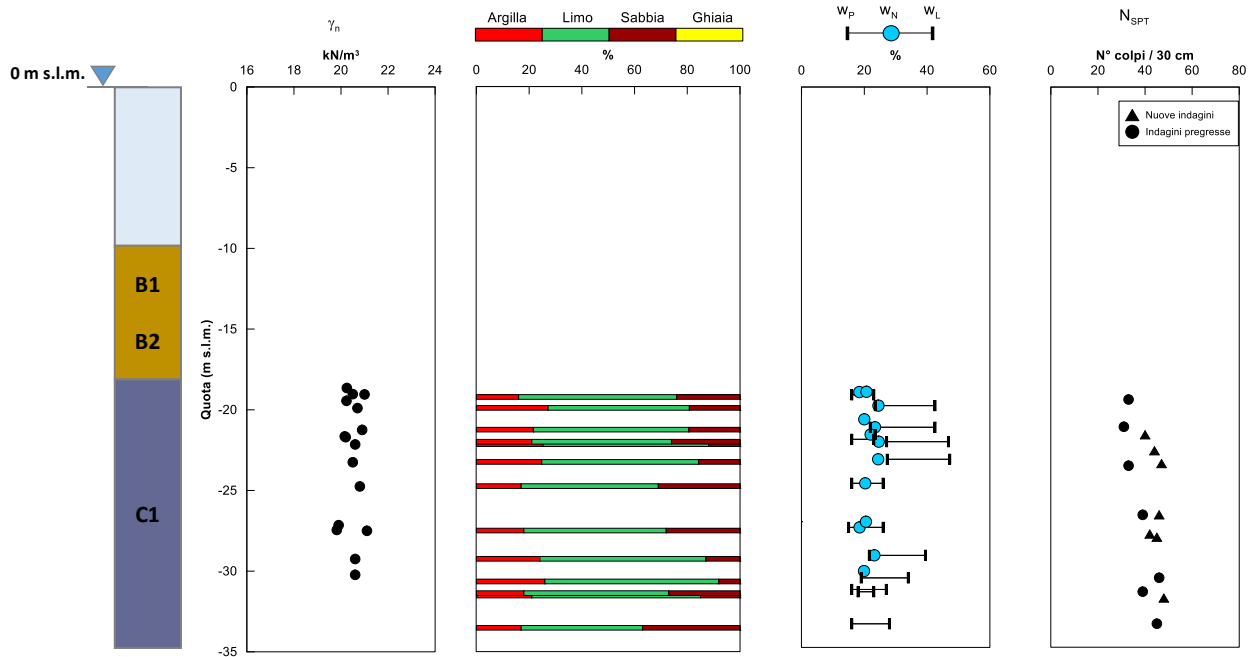 γn
kN/m³
16 18 20 22 24
Argilla Limo Sabbia Ghiaia
%
0 20 40 60 80 100
wP wN wL
%
0 20 40 60
NSPT
N° colpi / 30 cm
0 20 40 60 80
Nuove indagini
Indagini pregresse
0 m s.l.m.
B1
B2
C1
Quota (m s.l.m.)
0
-5
-10
-15
-20
-25
-30
-35